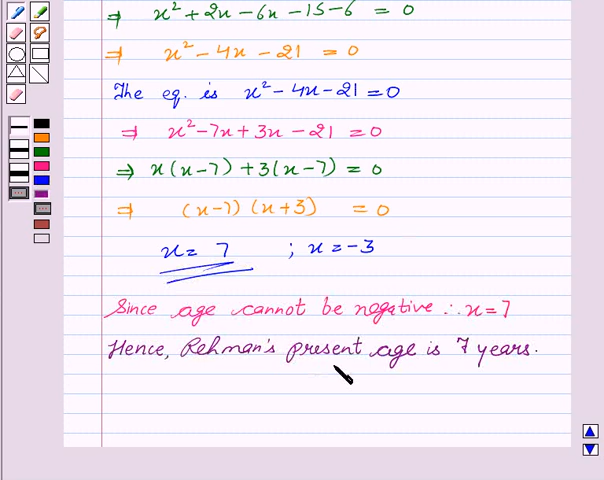 ⇒ x² + 2x - 6x - 15 - 6 = 0
⇒ x² - 4x - 21 = 0
The eq. is x² - 4x - 21 = 0
⇒ x² - 7x + 3x - 21 = 0
⇒ x(x - 7) + 3(x - 7) = 0
⇒ (x - 7) (x + 3) = 0
x = 7 ; x = -3
Since age cannot be negative ∴ x = 7
Hence, Rehman's present age is 7 years.